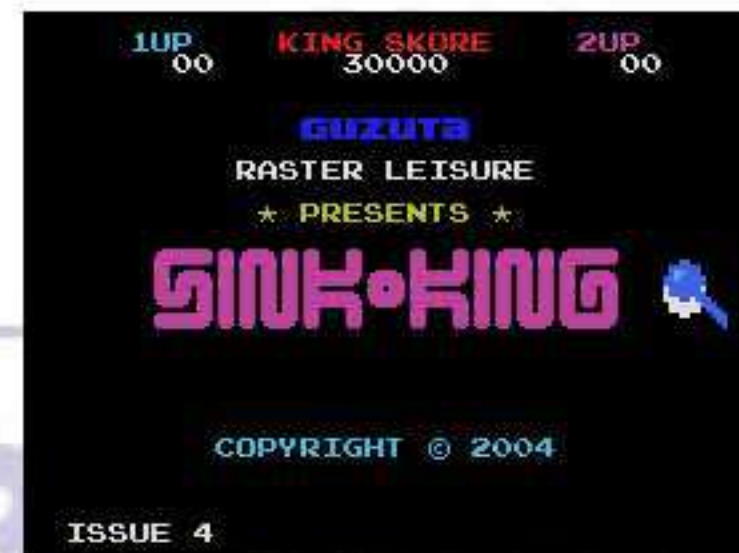 1UP KING SKORE 2UP
00 30000 00
GUZUTA
RASTER LEISURE
* PRESENTS *
SINK•KING
COPYRIGHT © 2004
ISSUE 4